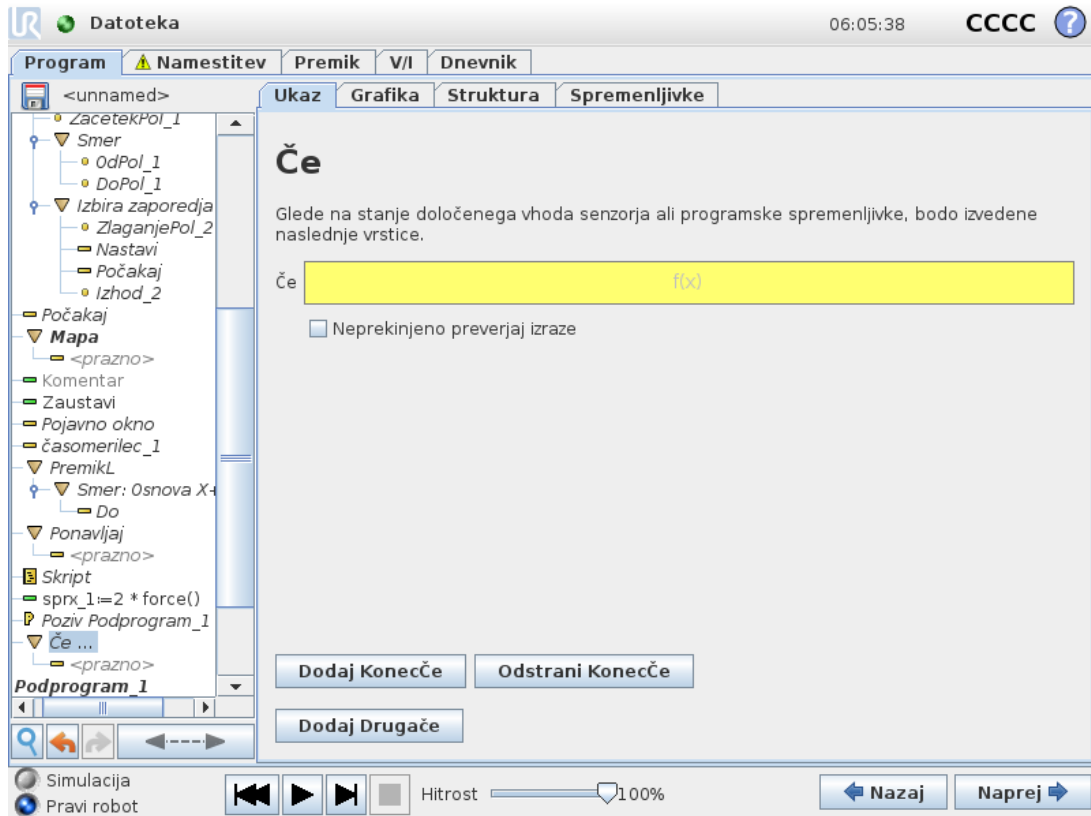 Datoteka
06:05:38
CCCC
?
Program
Namestitev
Premik
V/I
Dnevnik
<unnamed>
Ukaz
Grafika
Struktura
Spremenljivke
ZacetekPol_1
Smer
OdPol_1
DoPol_1
Izbira zaporedja
ZlaganjePol_2
Nastavi
Počakaj
Izhod_2
Počakaj
Mapa
<prazno>
Komentar
Zaustavi
Pojavno okno
časomerilec_1
PremikL
Smer: Osnova X+
Do
Ponavljaj
<prazno>
Skript
sprx_1:=2 * force()
Poziv Podprogram_1
Če ...
<prazno>
Podprogram_1
Če
Glede na stanje določenega vhoda senzorja ali programske spremenljivke, bodo izvedene
naslednje vrstice.
Če
f(x)
Neprekinjeno preverjaj izraze
Dodaj KonecČe
Odstrani KonecČe
Dodaj Drugače
Simulacija
Pravi robot
Hitrost
100%
Nazaj
Naprej